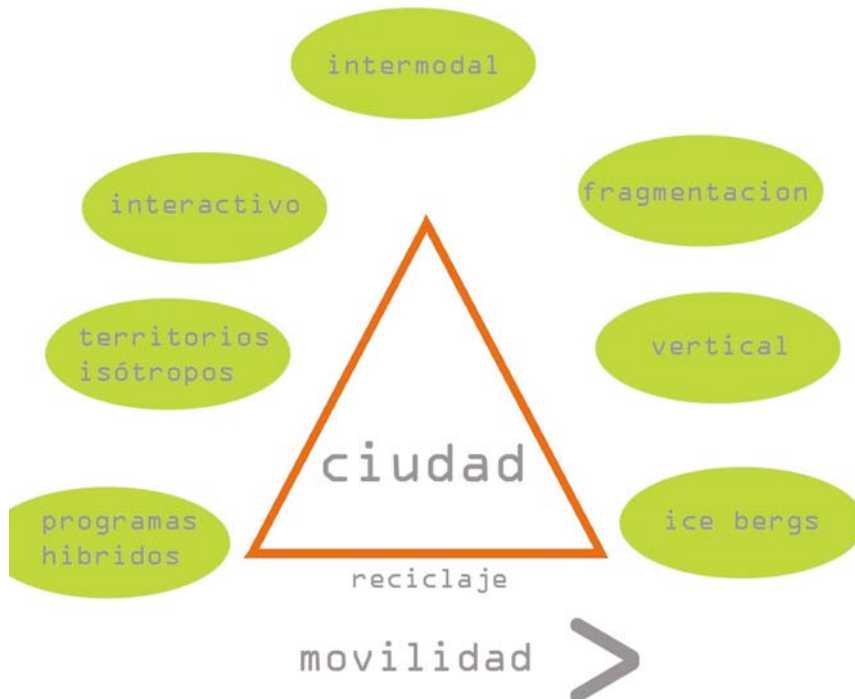 intermodal
interactivo
fragmentacion
territorios
isótropos
vertical
ciudad
programas
hibridos
ice bergs
reciclaje
movilidad >